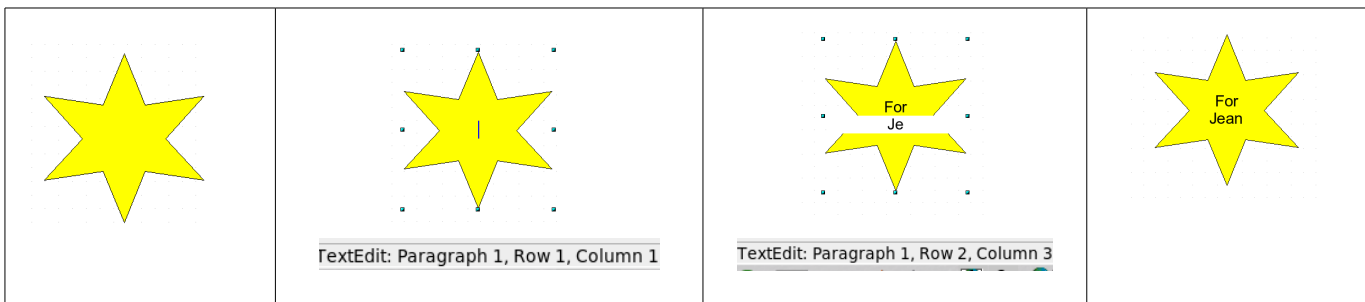 TextEdit: Paragraph 1, Row 1, Column 1
For
Je
TextEdit: Paragraph 1, Row 2, Column 3
For
Jean